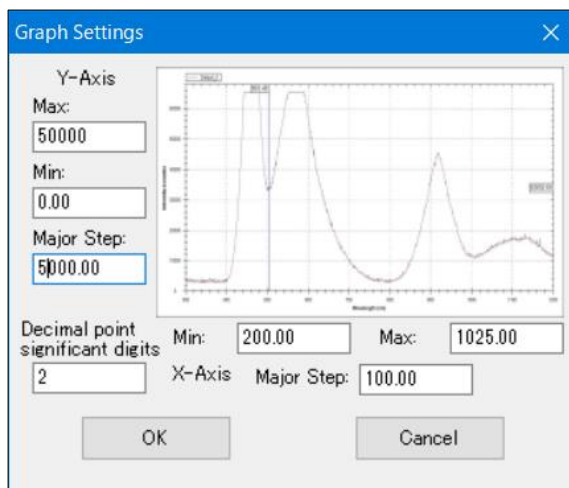 Graph Settings
Y-Axis
Max:
50000
Min:
0.00
Major Step:
5000.00
Decimal point
significant digits
2
Min: 200.00 Max: 1025.00
X-Axis Major Step: 100.00
OK Cancel